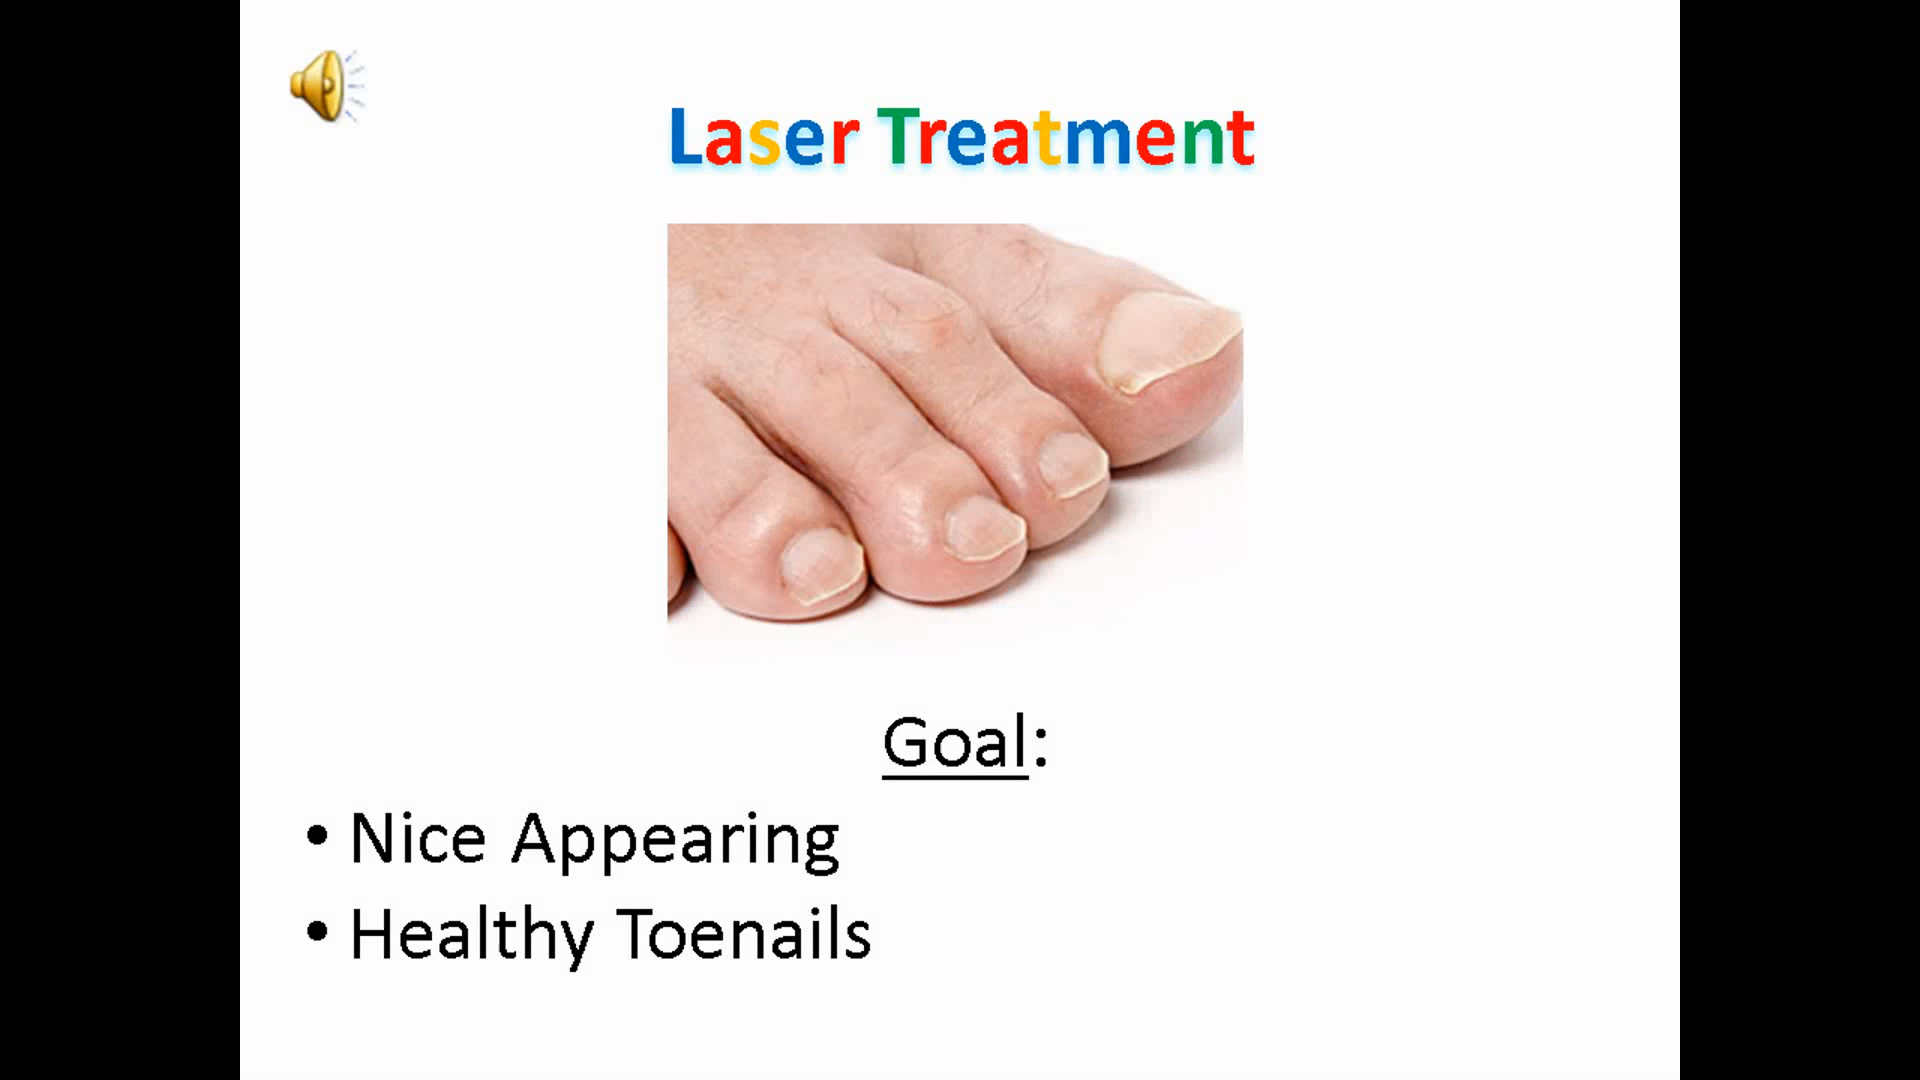 Laser Treatment
Goal:
• Nice Appearing
• Healthy Toenails